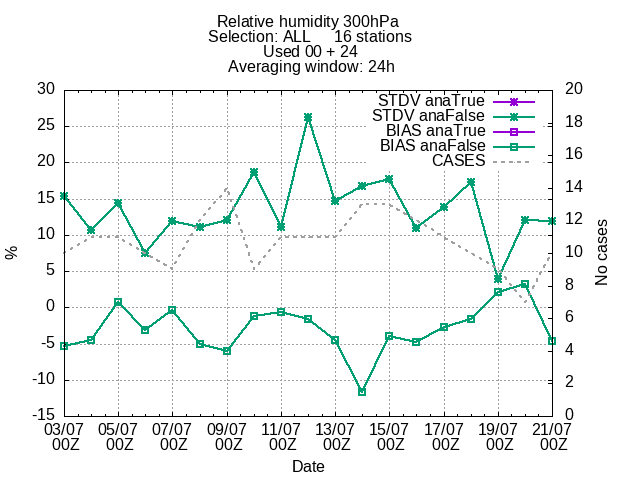 Relative humidity 300hPa
Selection: ALL 16 stations
Used 00 + 24
Averaging window: 24h
STDV anaTrue
STDV anaFalse
BIAS anaTrue
BIAS anaFalse
CASES
30
25
20
15
10
5
0
-5
-10
-15
%
20
18
16
14
12
10
8
6
4
2
0
No cases
03/07 05/07 07/07 09/07 11/07 13/07 15/07 17/07 19/07 21/07
00Z 00Z 00Z 00Z 00Z 00Z 00Z 00Z 00Z 00Z
Date